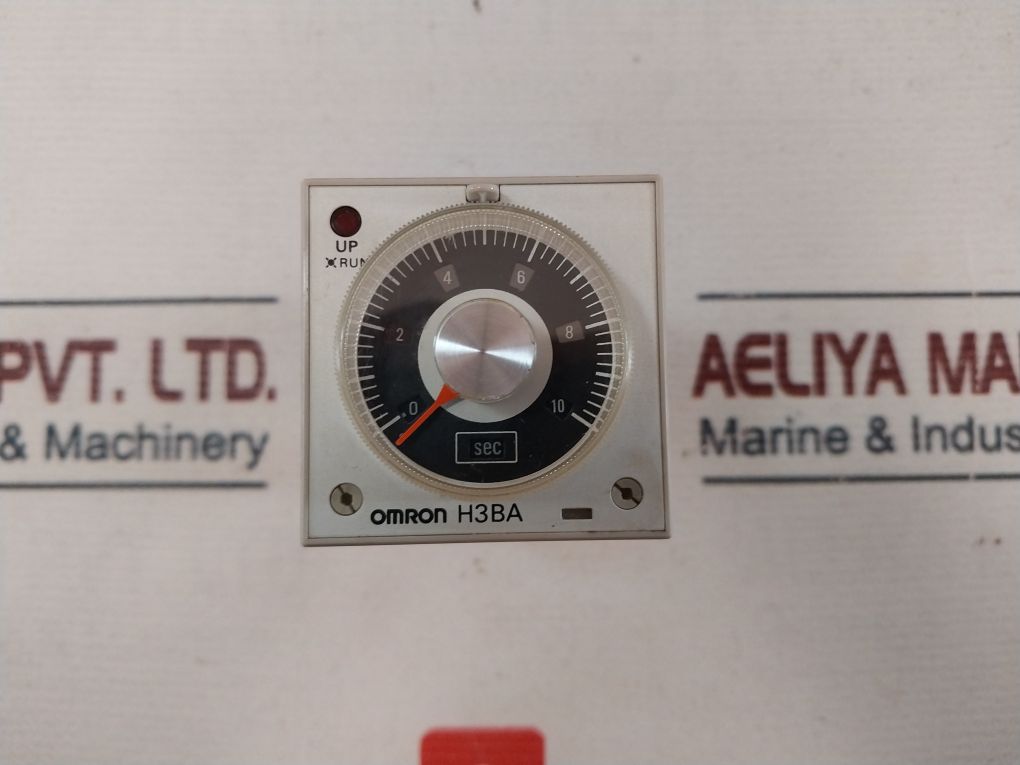 UP
RUN
4 6
2 8
0 10
sec
OMRON H3BA
PVT. LTD.
& Machinery
AELIYA MA
Marine & Indus